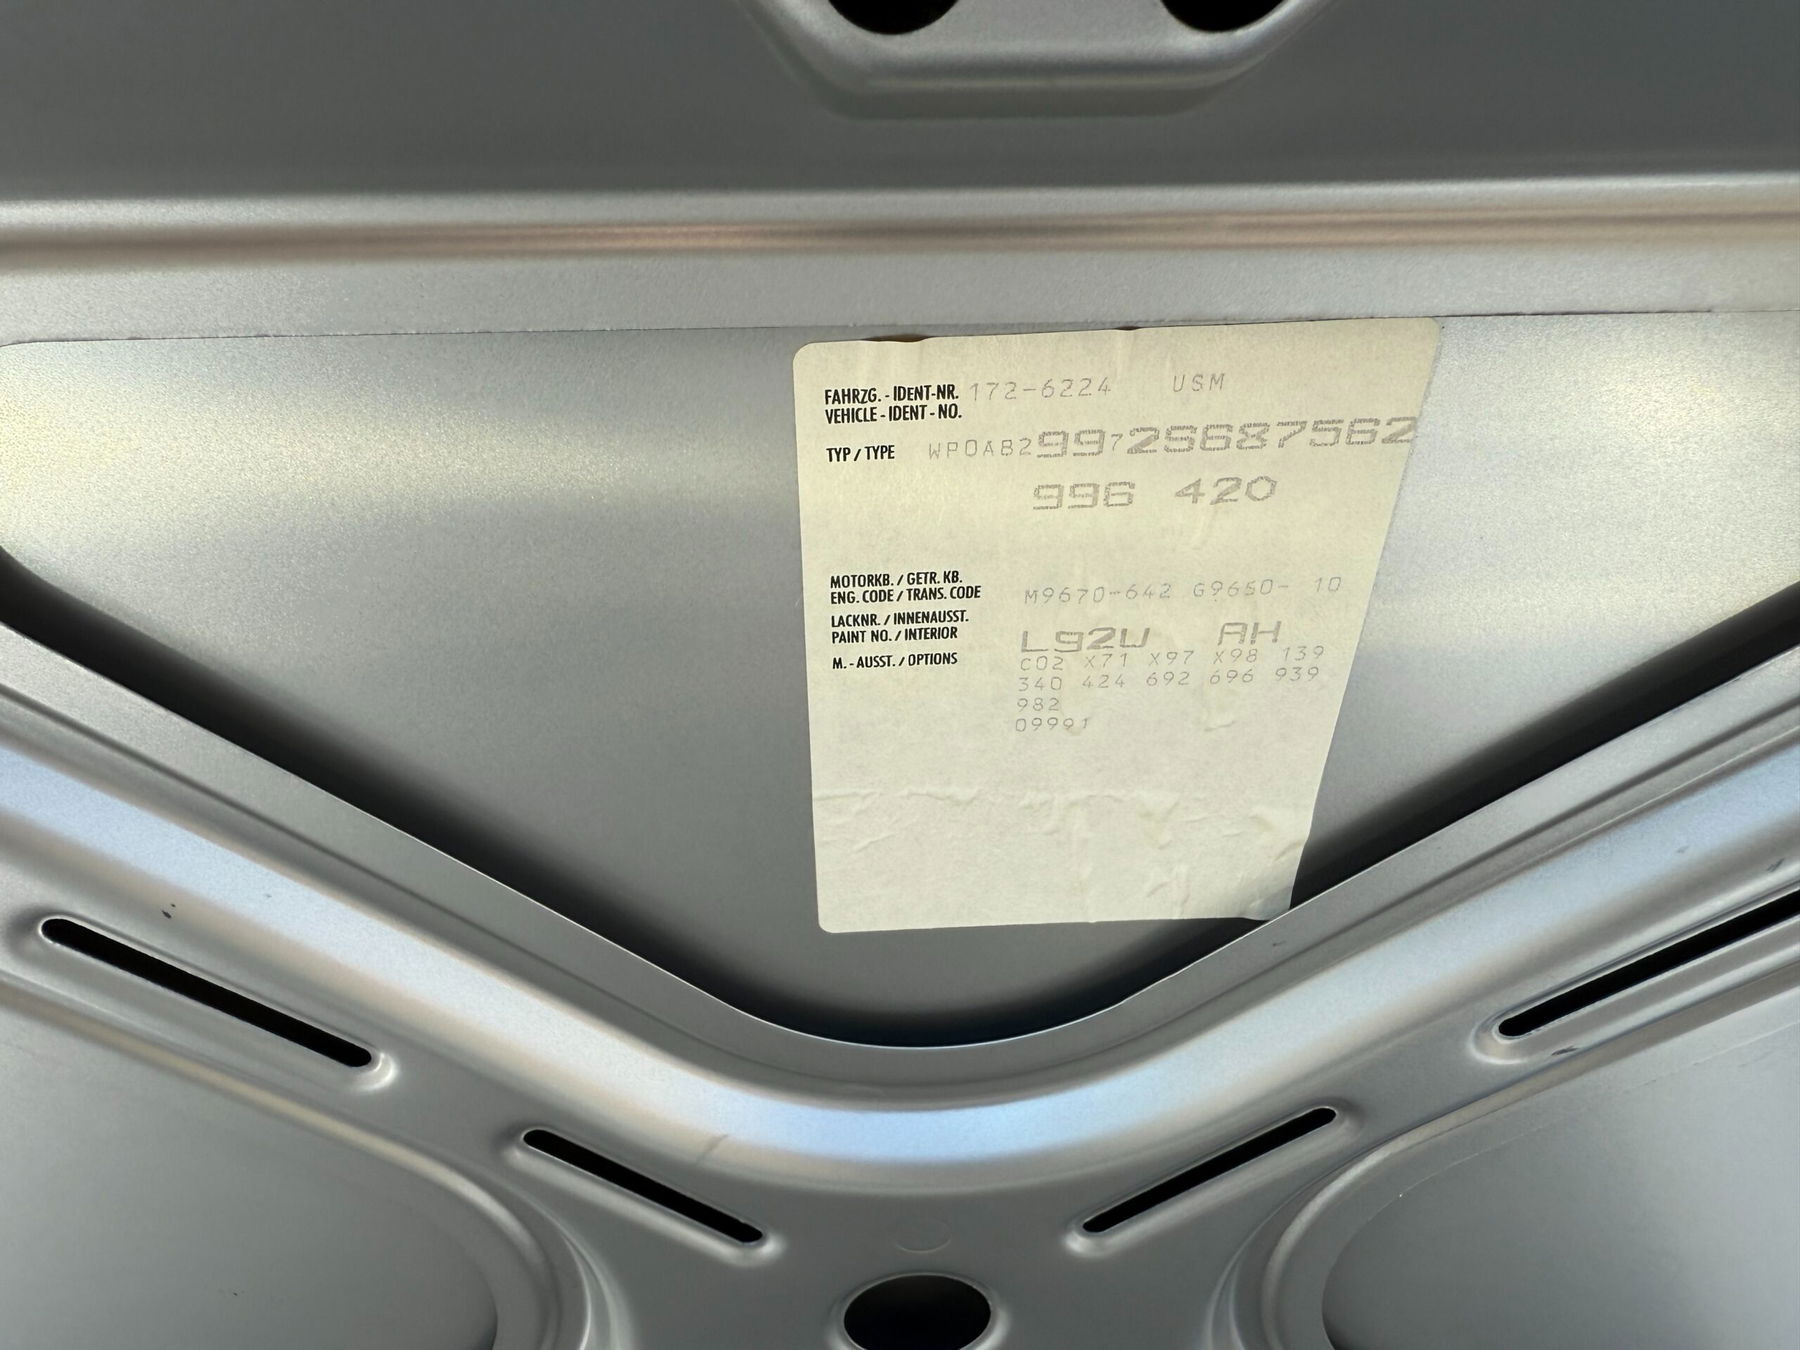 FAHRZG. - IDENT-NR. 172-6224 USM
VEHICLE - IDENT - NO.
TYP / TYPE WP0AB29972S687562
996 420
MOTORKB. / GETR. KB.
ENG. CODE / TRANS. CODE M9670-642 G9650- 10
LACKNR. / INNENAUSST.
PAINT NO. / INTERIOR L92U AH
M. - AUSST. / OPTIONS C02 X71 X97 X98 139
340 424 692 696 939
982
09991